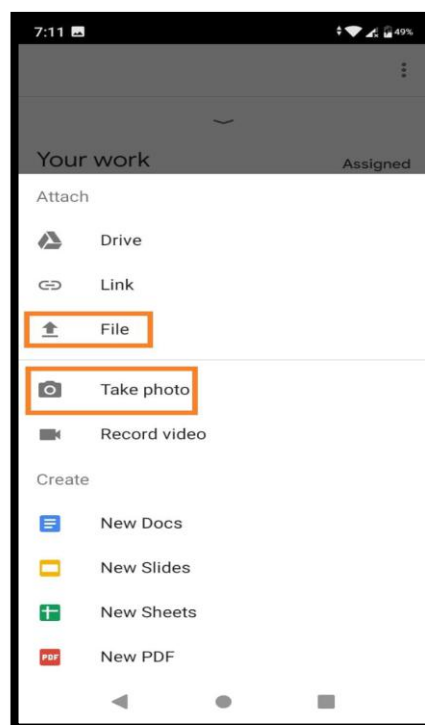 7:11
49%
Your work
Assigned
Attach
Drive
Link
File
Take photo
Record video
Create
New Docs
New Slides
New Sheets
PDF New PDF